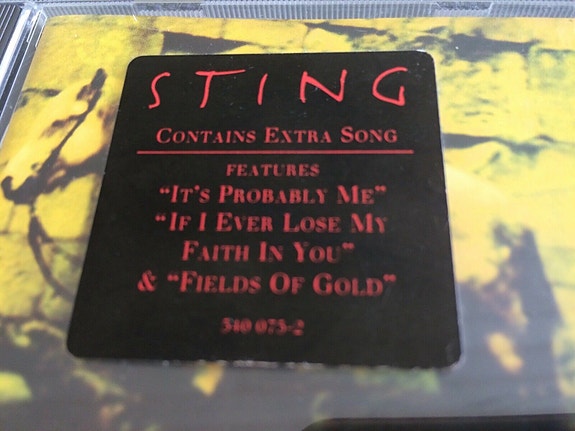 STING
CONTAINS EXTRA SONG
FEATURES
"IT'S PROBABLY ME"
"IF I EVER LOSE MY
FAITH IN YOU"
& "FIELDS OF GOLD"
540 075-2